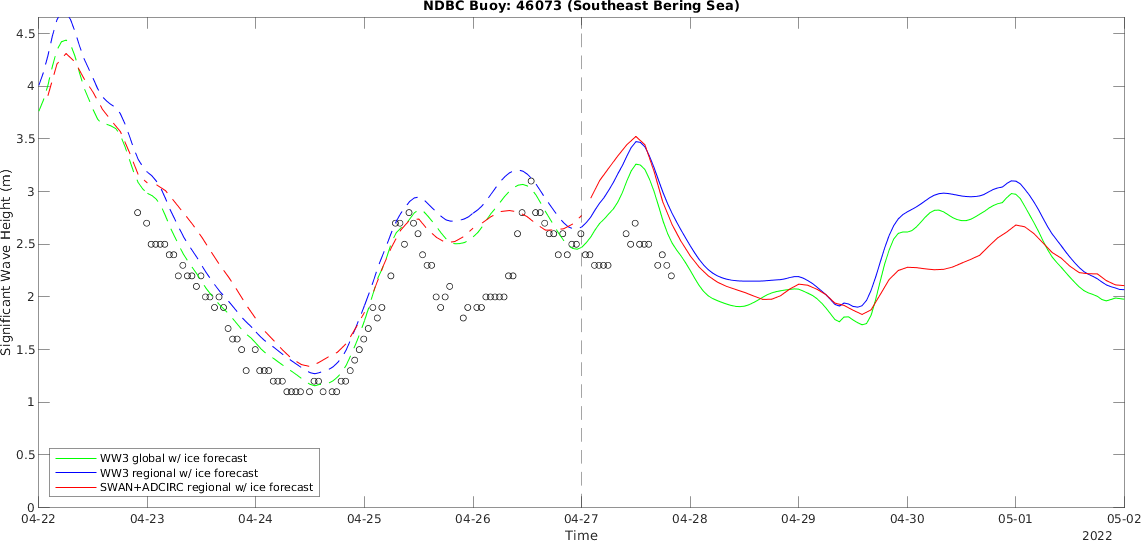 NDBC Buoy: 46073 (Southeast Bering Sea)
Significant Wave Height (m)
4.5
4
3.5
3
2.5
2
1.5
1
0.5
0
WW3 global w/ ice forecast
WW3 regional w/ ice forecast
SWAN+ADCIRC regional w/ ice forecast
04-22 04-23 04-24 04-25 04-26 04-27 04-28 04-29 04-30 05-01 05-02
Time
2022